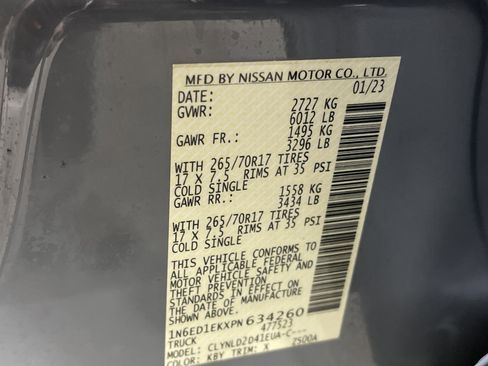 MFD BY NISSAN MOTOR CO., LTD.
DATE: 01/23
GVWR: 2727 KG
6012 LB
GAWR FR.: 1495 KG
3296 LB
WITH 265/70R17 TIRES
17 X 7.5 RIMS AT 35 PSI
COLD SINGLE
GAWR RR.: 1558 KG
3434 LB
WITH 265/70R17 TIRES
17 X 7.5 RIMS AT 35 PSI
COLD SINGLE
THIS VEHICLE CONFORMS TO
ALL APPLICABLE FEDERAL
MOTOR VEHICLE SAFETY AND
THEFT PREVENTION
STANDARDS IN EFFECT ON
THE DATE OF MANUFACTURE
1N6ED1EKXPN634260
TRUCK 477523
MODEL: CLYNLD2D41EUA-C---
COLOR: KBY TRIM: X 7500A